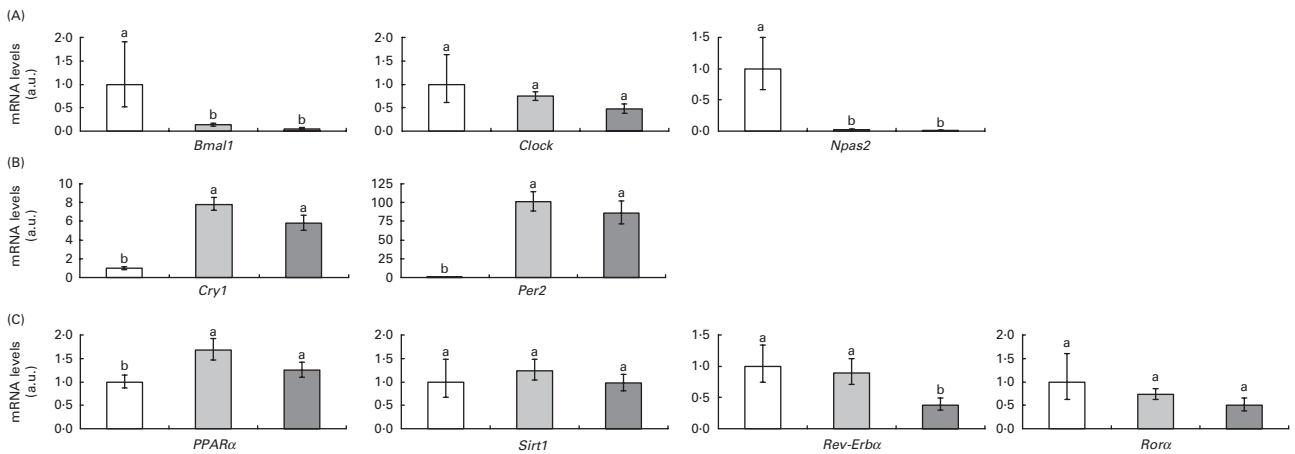 (A)
mRNA levels
(a.u.)
2·0
1·5
1·0
0·5
0·0
a
b
b
Bmal1
2·0
1·5
1·0
0·5
0·0
a
a
a
Clock
1·5
1·0
0·5
0·0
a
b
b
Npas2
(B)
mRNA levels
(a.u.)
10
8
6
4
2
0
b
a
a
Cry1
125
100
75
50
25
0
b
a
a
Per2
(C)
mRNA levels
(a.u.)
2·0
1·5
1·0
0·5
0·0
b
a
a
PPARα
2·0
1·5
1·0
0·5
0·0
a
a
a
Sirt1
1·5
1·0
0·5
0·0
a
a
b
Rev-Erbα
2·0
1·5
1·0
0·5
0·0
a
a
a
Rorα